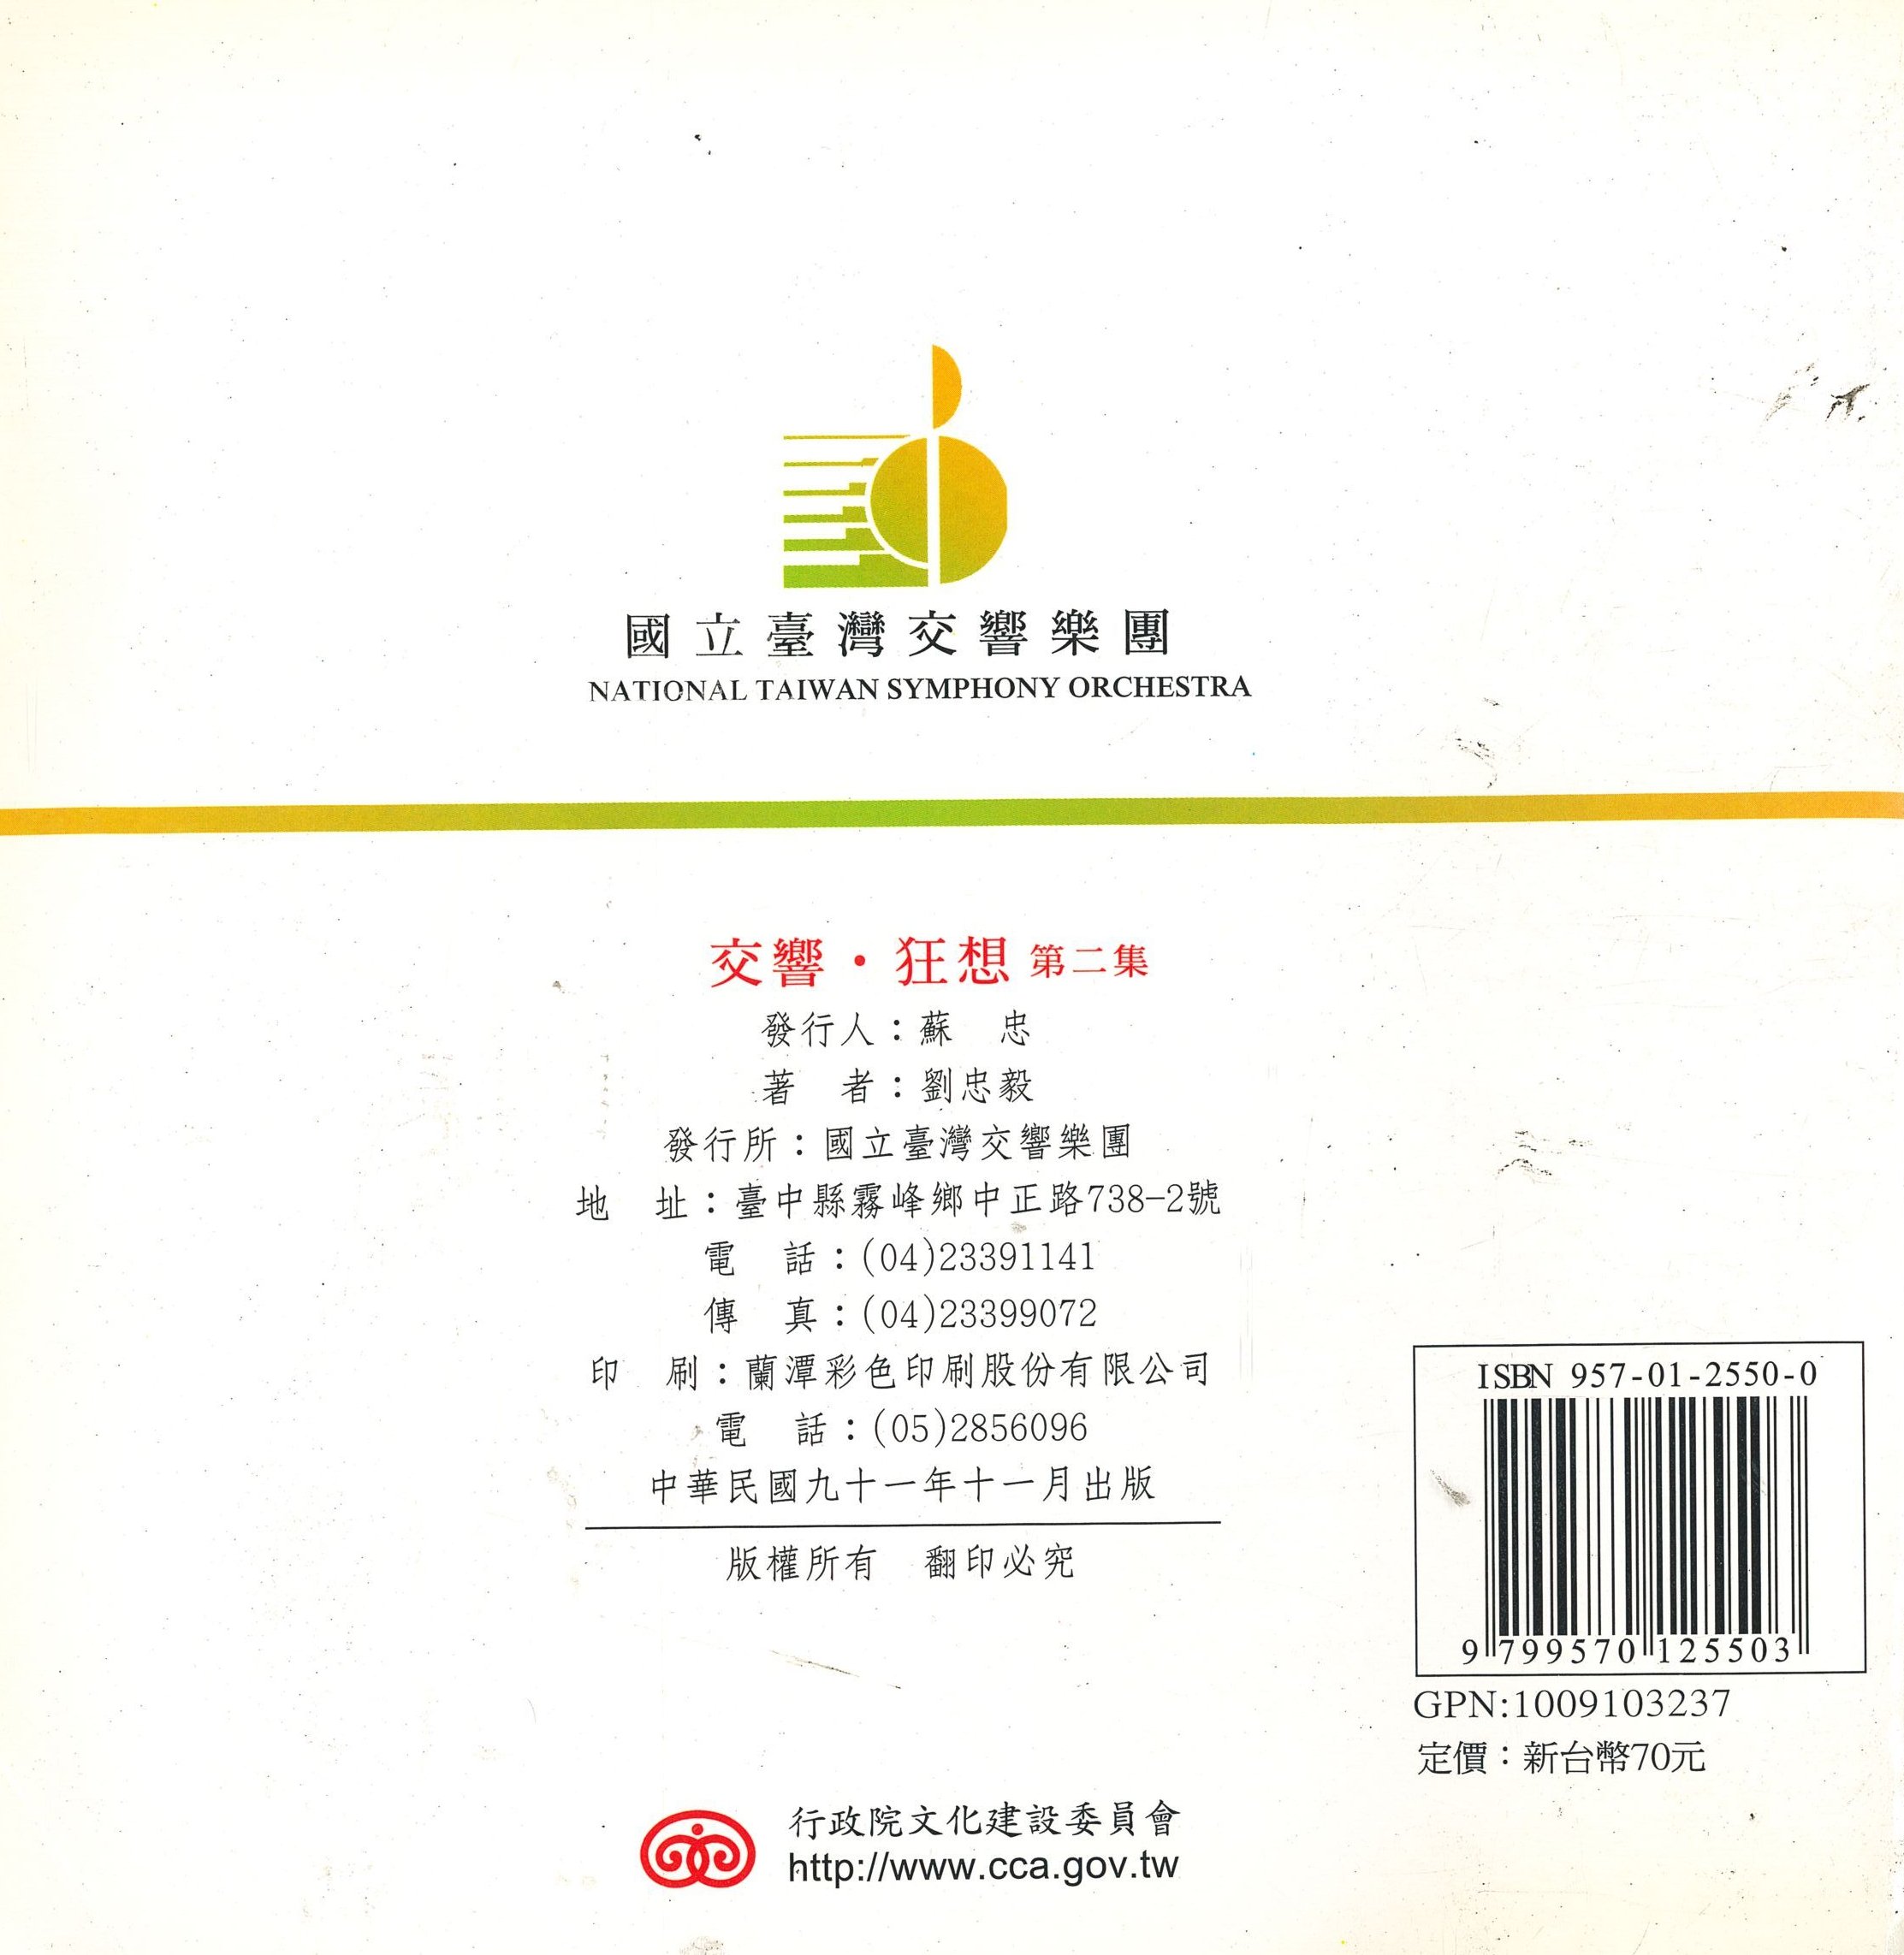 國立臺灣交響樂團
NATIONAL TAIWAN SYMPHONY ORCHESTRA
交響・狂想 第二集
發行人：蘇　忠
著　者：劉忠毅
發行所：國立臺灣交響樂團
地　址：臺中縣霧峰鄉中正路738-2號
電　話：(04)23391141
傳　真：(04)23399072
印　刷：蘭潭彩色印刷股份有限公司
電　話：(05)2856096
中華民國九十一年十一月出版
版權所有　翻印必究
ISBN 957-01-2550-0
9 799570 125503
GPN:1009103237
定價：新台幣70元
行政院文化建設委員會
http://www.cca.gov.tw